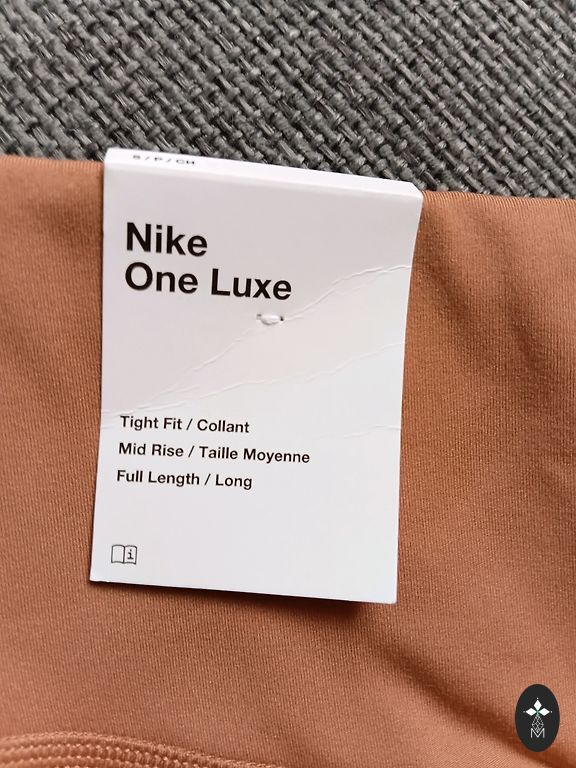 S / P / CH
Nike
One Luxe
Tight Fit / Collant
Mid Rise / Taille Moyenne
Full Length / Long
i
M